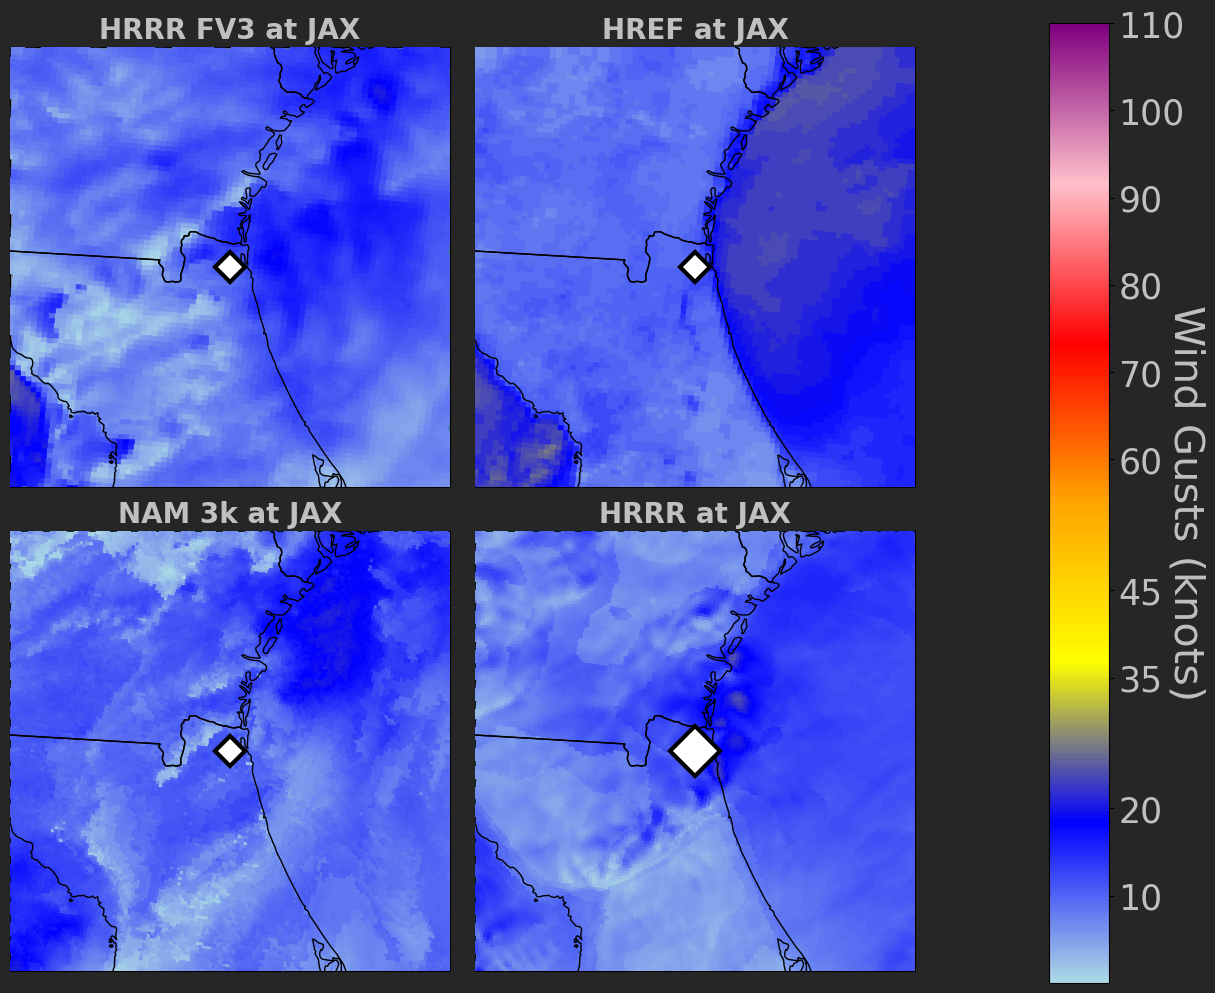 HRRR FV3 at JAX
HREF at JAX
NAM 3k at JAX
HRRR at JAX
110
100
90
80
70
60
45
35
20
10
Wind Gusts (knots)